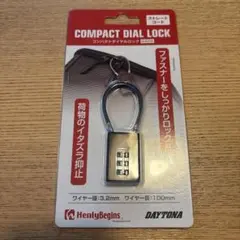 ストレート
コード
COMPACT DIAL LOCK
コンパクトダイヤルロック
ファスナーをしっかりロック
荷物のイタズラ抑止
ワイヤー径:3.2mm ワイヤー長:100mm
HenlyBegins
DAYTONA